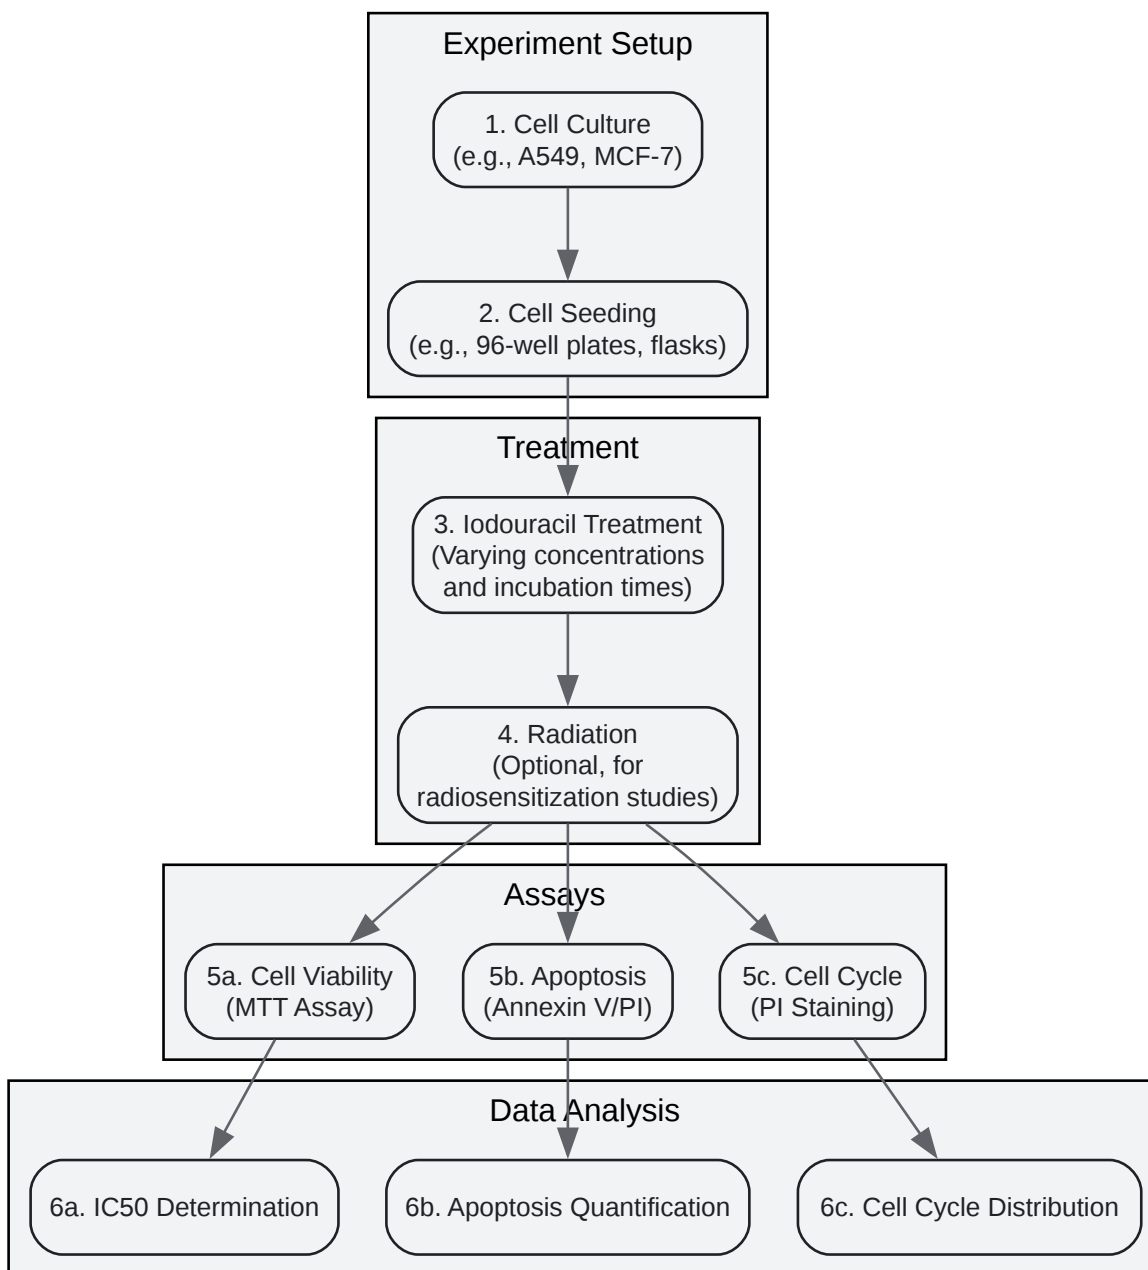 Experiment Setup
1. Cell Culture
(e.g., A549, MCF-7)
2. Cell Seeding
(e.g., 96-well plates, flasks)
Treatment
3. Iodouracil Treatment
(Varying concentrations
and incubation times)
4. Radiation
(Optional, for
radiosensitization studies)
Assays
5a. Cell Viability
(MTT Assay)
5b. Apoptosis
(Annexin V/PI)
5c. Cell Cycle
(PI Staining)
Data Analysis
6a. IC50 Determination
6b. Apoptosis Quantification
6c. Cell Cycle Distribution